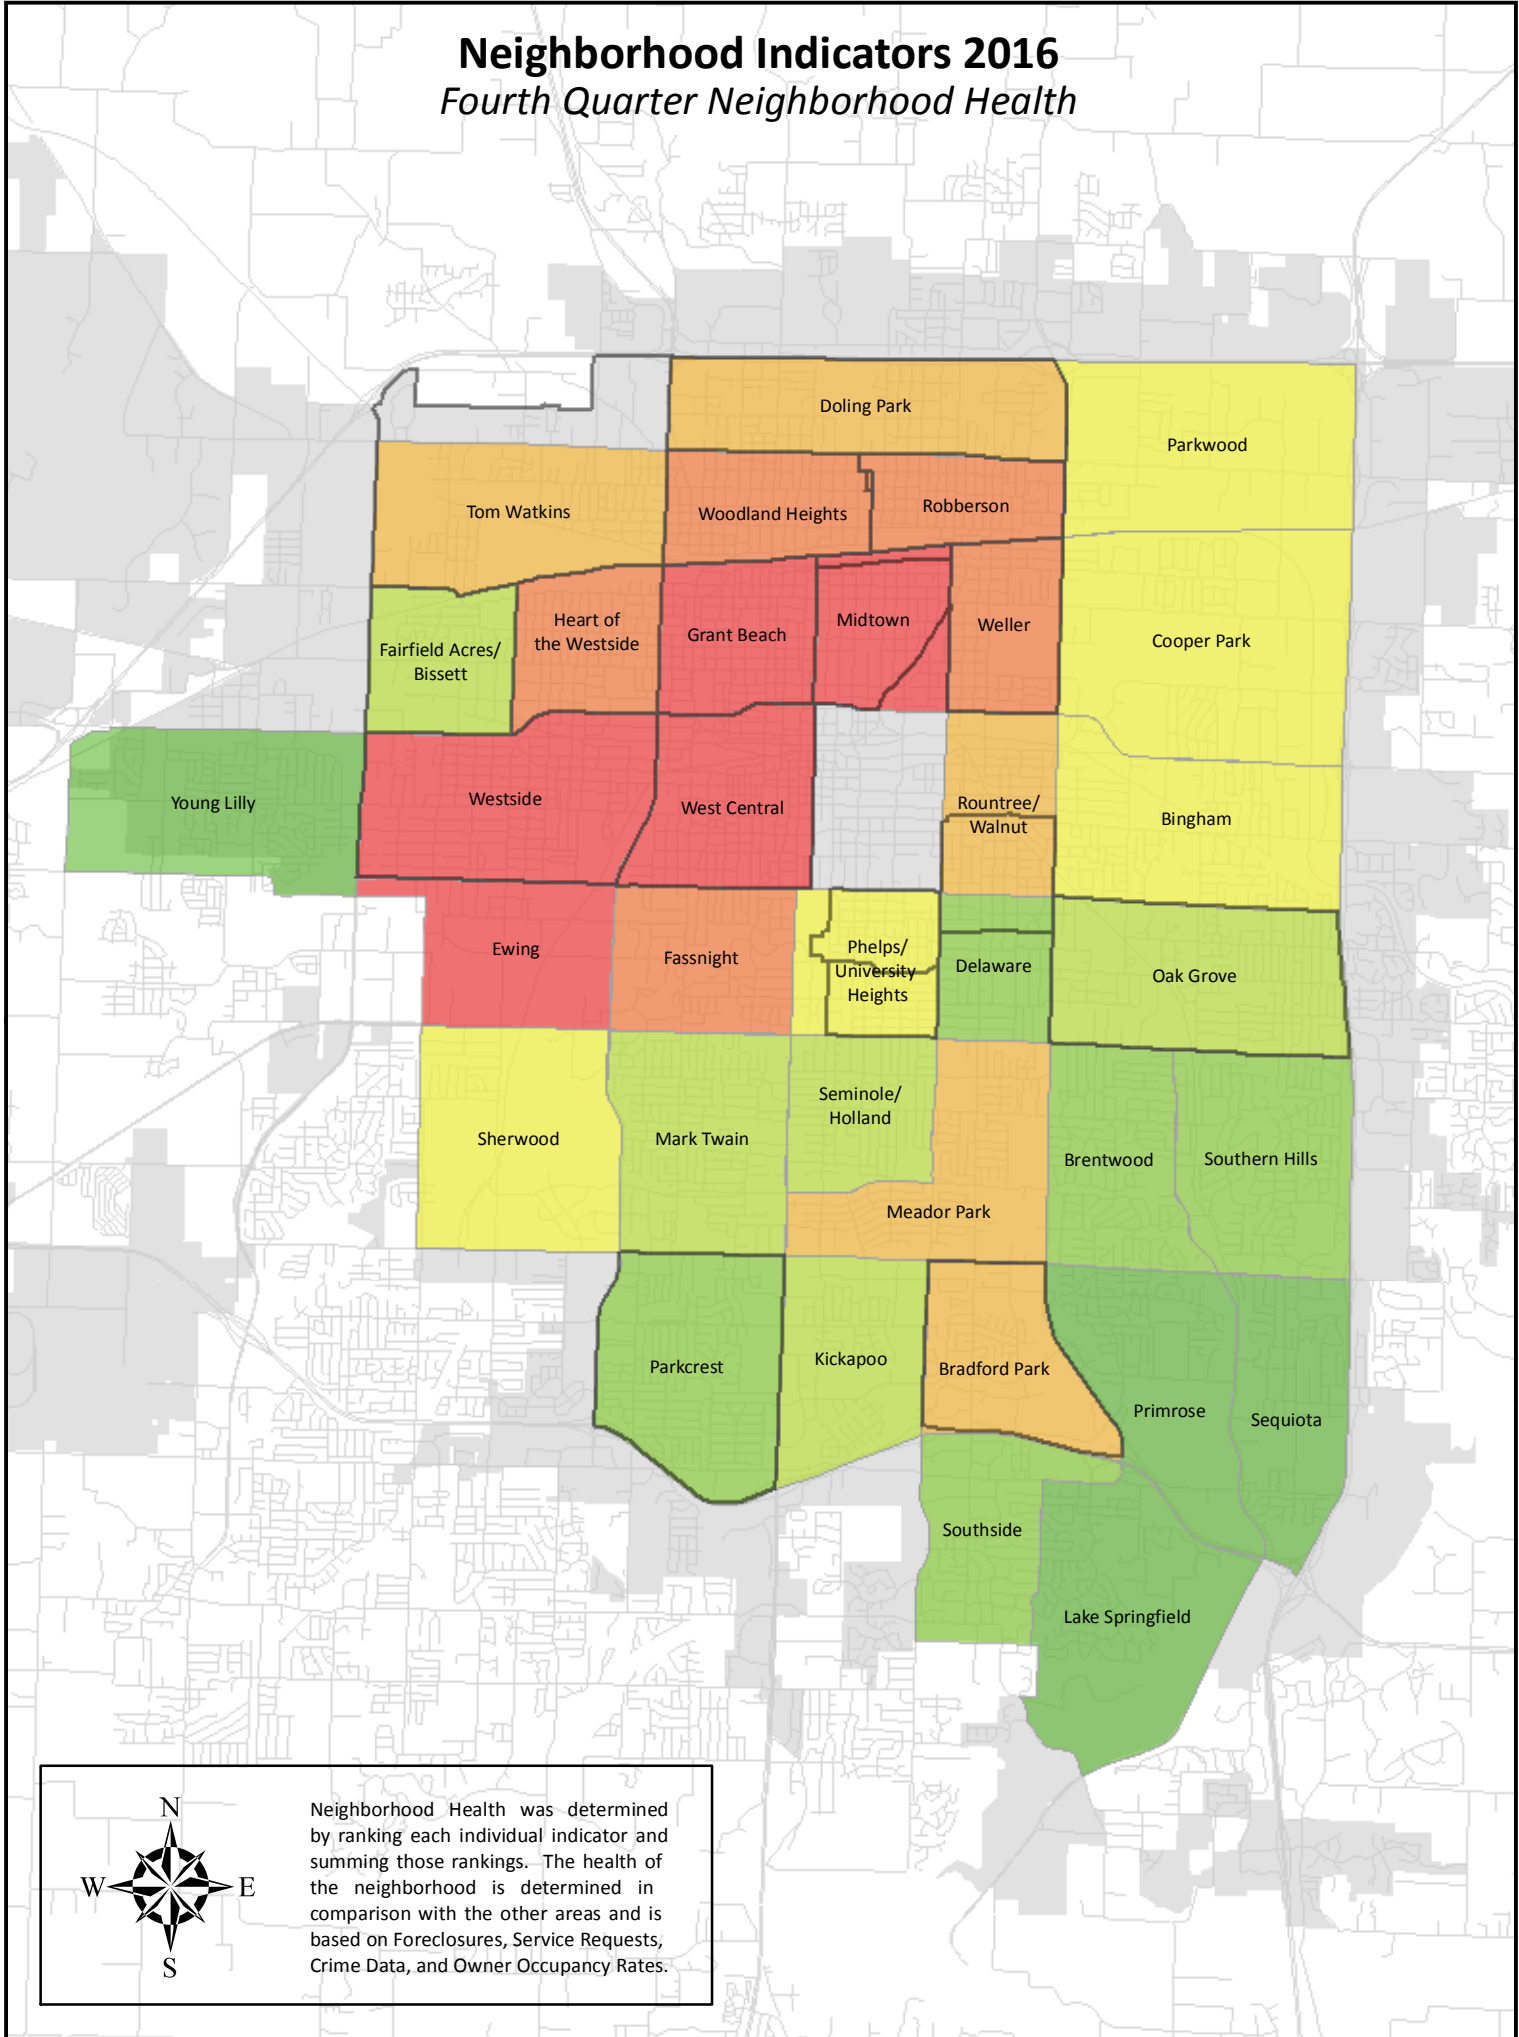 Neighborhood Indicators 2016
Fourth Quarter Neighborhood Health
Doling Park
Parkwood
Tom Watkins
Woodland Heights
Robberson
Heart of
the Westside
Grant Beach
Midtown
Weller
Cooper Park
Fairfield Acres/
Bissett
Young Lilly
Westside
West Central
Rountree/
Walnut
Bingham
Ewing
Fassnight
Phelps/
University
Heights
Delaware
Oak Grove
Sherwood
Mark Twain
Seminole/
Holland
Brentwood
Southern Hills
Meador Park
Parkcrest
Kickapoo
Bradford Park
Primrose
Sequiota
Southside
Lake Springfield
N
W
E
S
Neighborhood Health was determined
by ranking each individual indicator and
summing those rankings. The health of
the neighborhood is determined in
comparison with the other areas and is
based on Foreclosures, Service Requests,
Crime Data, and Owner Occupancy Rates.